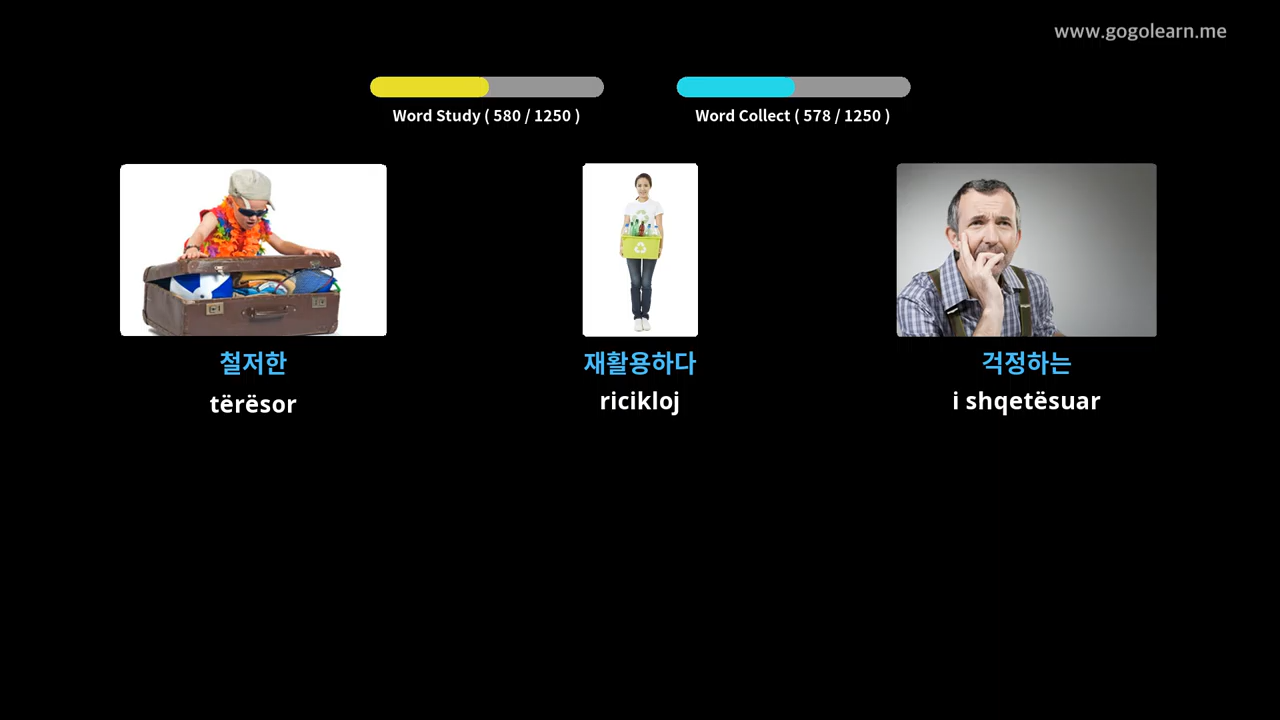 www.gogolearn.me
Word Study ( 580 / 1250 )
Word Collect ( 578 / 1250 )
철저한
재활용하다
걱정하는
tërësor
ricikloj
i shqetësuar